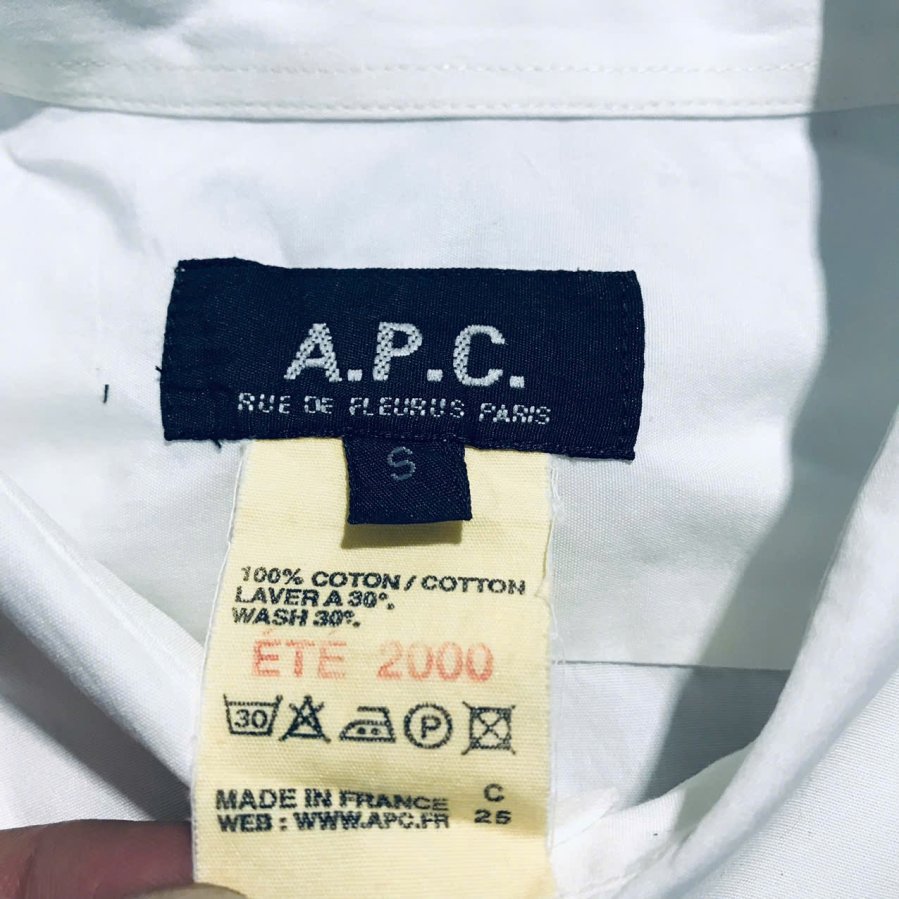 A.P.C.
RUE DE FLEURUS PARIS
S
100% COTON / COTTON
LAVER A 30°.
WASH 30°.
ÉTÉ 2000
30 P
MADE IN FRANCE C
WEB : WWW.APC.FR 25